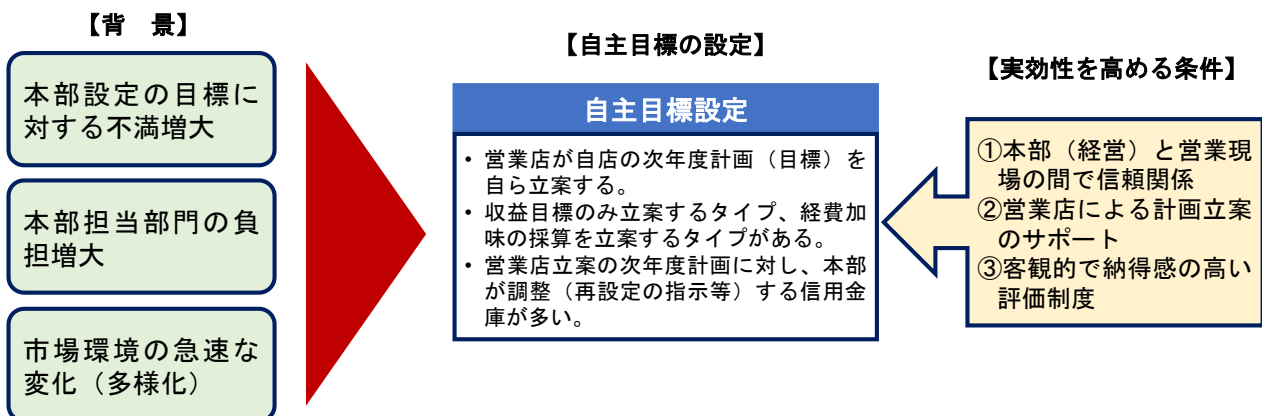 【背　景】
本部設定の目標に
対する不満増大
本部担当部門の負
担増大
市場環境の急速な
変化（多様化）
【自主目標の設定】
自主目標設定
• 営業店が自店の次年度計画（目標）を
自ら立案する。
• 収益目標のみ立案するタイプ、経費加
味の採算を立案するタイプがある。
• 営業店立案の次年度計画に対し、本部
が調整（再設定の指示等）する信用金
庫が多い。
【実効性を高める条件】
①本部（経営）と営業現
場の間で信頼関係
②営業店による計画立案
のサポート
③客観的で納得感の高い
評価制度